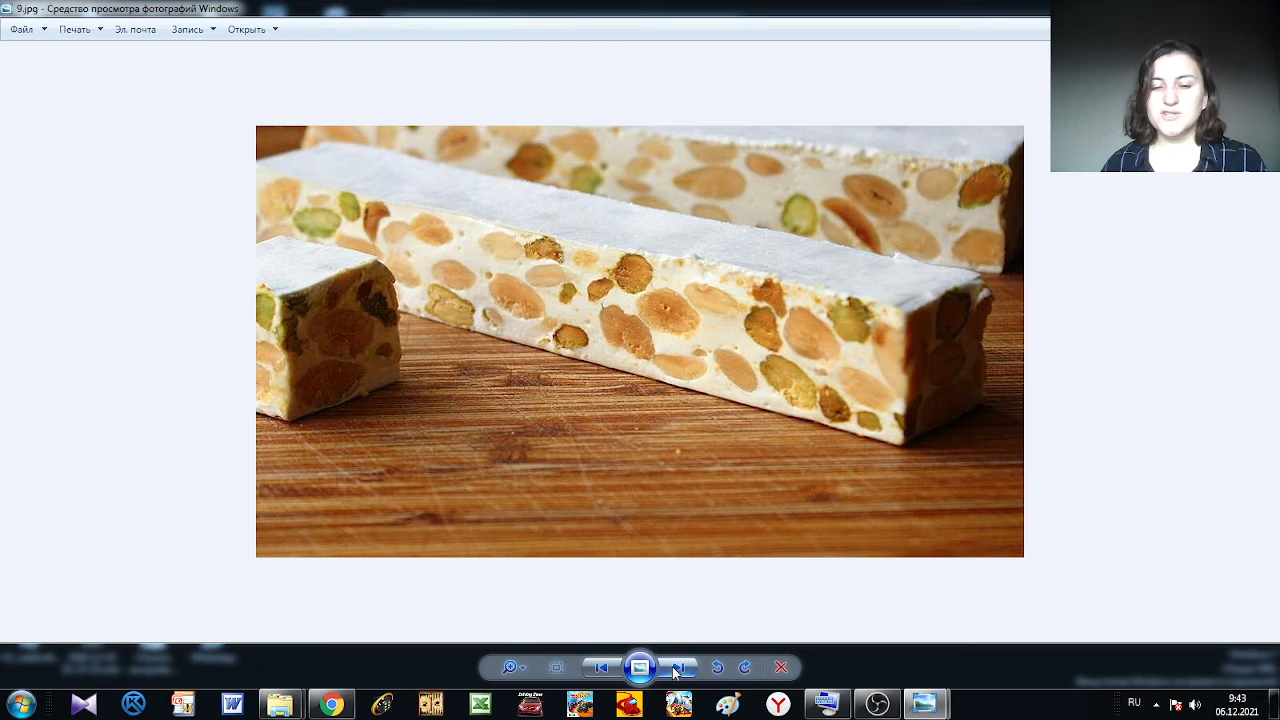 9.jpg - Средство просмотра фотографий Windows
Файл Печать Эл. почта Запись Открыть
RU
9:43
06.12.2021